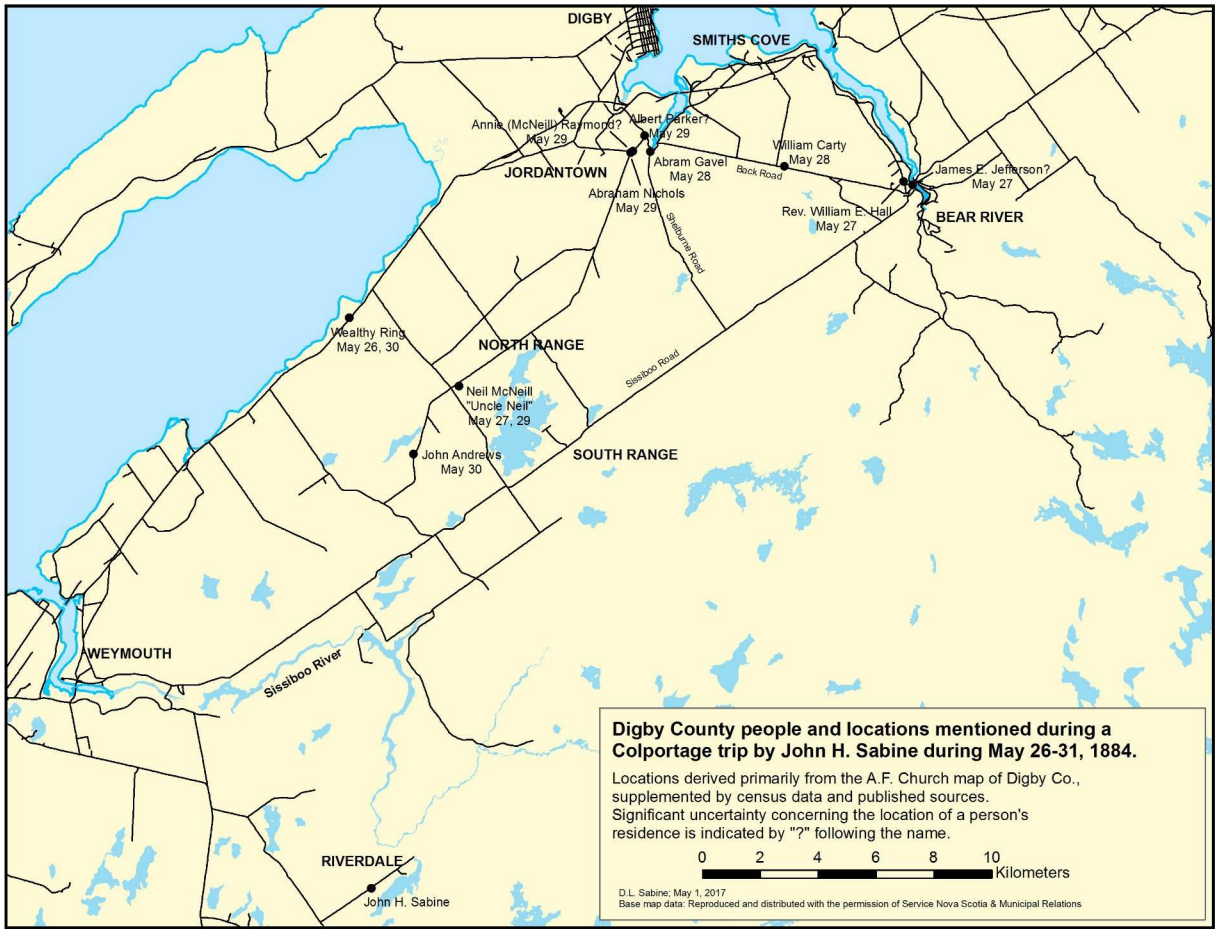 DIGBY
SMITHS COVE
Annie (McNeill) Raymond?
May 29
Albert Parker?
May 29
JORDANTOWN
Abram Gavel
May 28
William Carty
May 28
Back Road
James E. Jefferson?
May 27
Abraham Nichols
May 29
Rev. William E. Hall
May 27
BEAR RIVER
Shelburne Road
Wealthy Ring
May 26, 30
NORTH RANGE
Sissiboo Road
Neil McNeill
"Uncle Neil"
May 27, 29
John Andrews
May 30
SOUTH RANGE
WEYMOUTH
Sissiboo River
RIVERDALE
John H. Sabine
Digby County people and locations mentioned during a
Colportage trip by John H. Sabine during May 26-31, 1884.
Locations derived primarily from the A.F. Church map of Digby Co.,
supplemented by census data and published sources.
Significant uncertainty concerning the location of a person's
residence is indicated by "?" following the name.
0 2 4 6 8 10
Kilometers
D.L. Sabine; May 1, 2017
Base map data: Reproduced and distributed with the permission of Service Nova Scotia & Municipal Relations